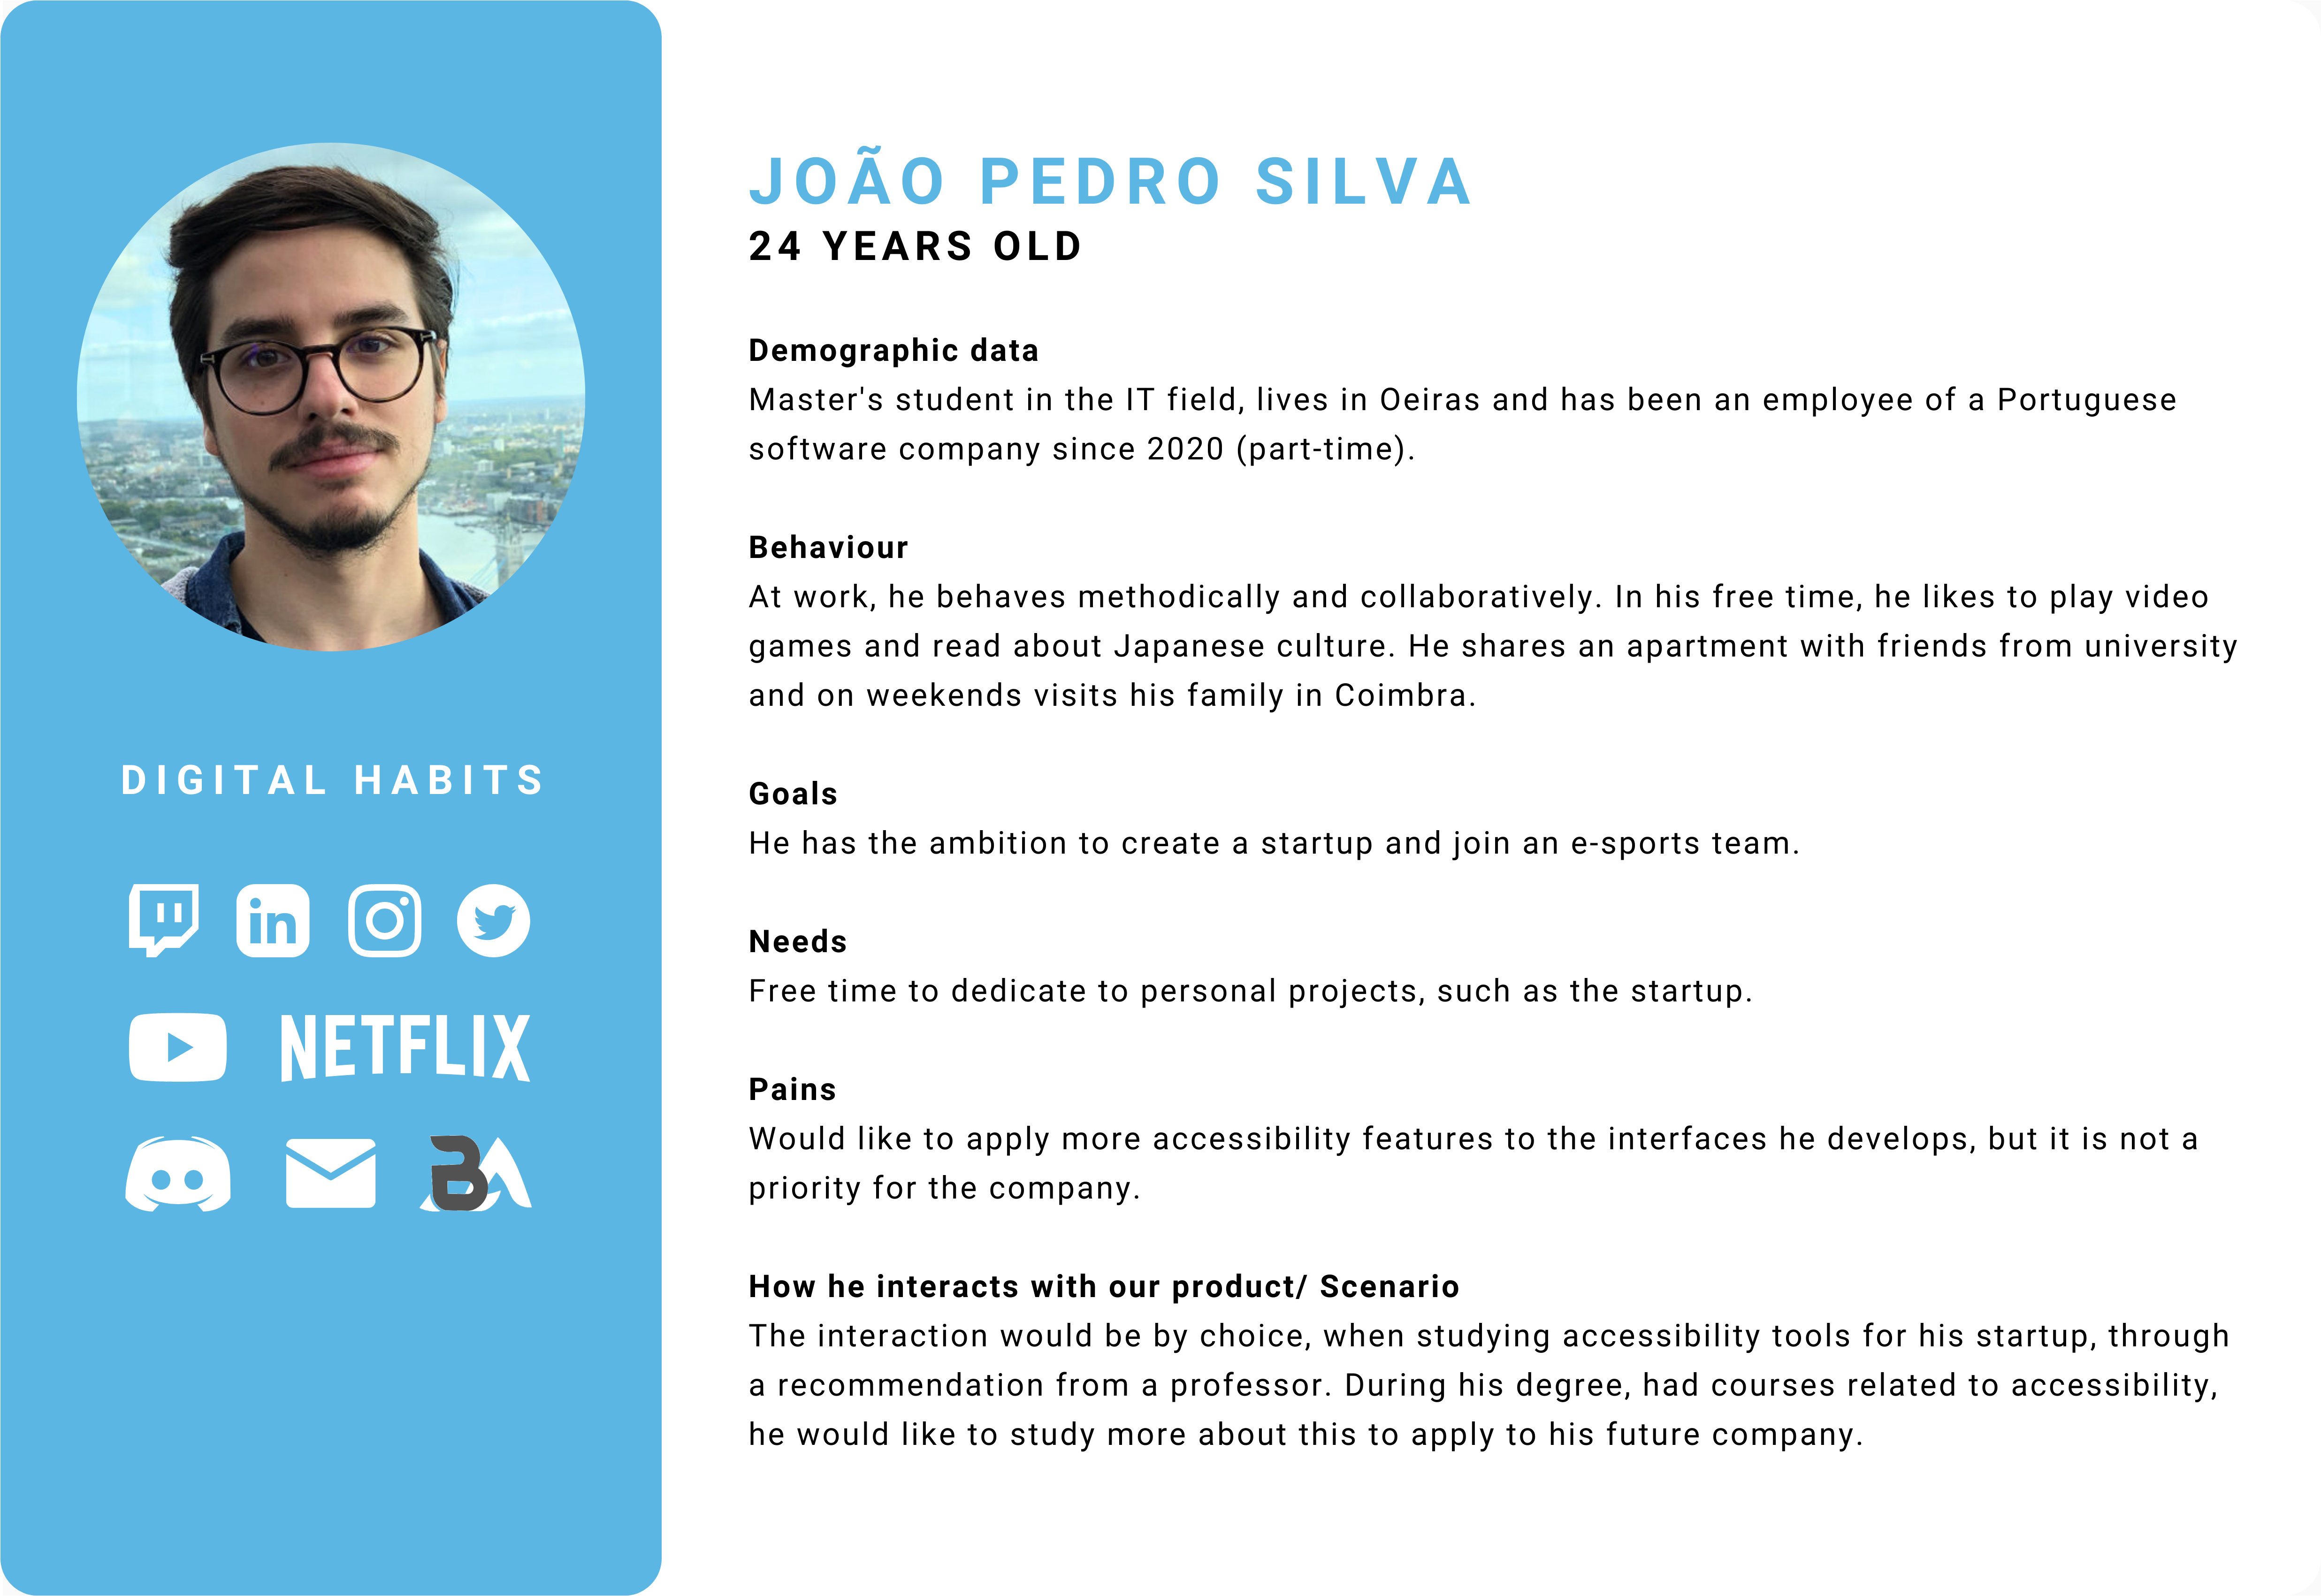 JOÃO PEDRO SILVA
24 YEARS OLD
Demographic data
Master's student in the IT field, lives in Oeiras and has been an employee of a Portuguese
software company since 2020 (part-time).
Behaviour
At work, he behaves methodically and collaboratively. In his free time, he likes to play video
games and read about Japanese culture. He shares an apartment with friends from university
and on weekends visits his family in Coimbra.
Goals
He has the ambition to create a startup and join an e-sports team.
Needs
Free time to dedicate to personal projects, such as the startup.
Pains
Would like to apply more accessibility features to the interfaces he develops, but it is not a
priority for the company.
How he interacts with our product/ Scenario
The interaction would be by choice, when studying accessibility tools for his startup, through
a recommendation from a professor. During his degree, had courses related to accessibility,
he would like to study more about this to apply to his future company.
DIGITAL HABITS
in
NETFLIX
BA